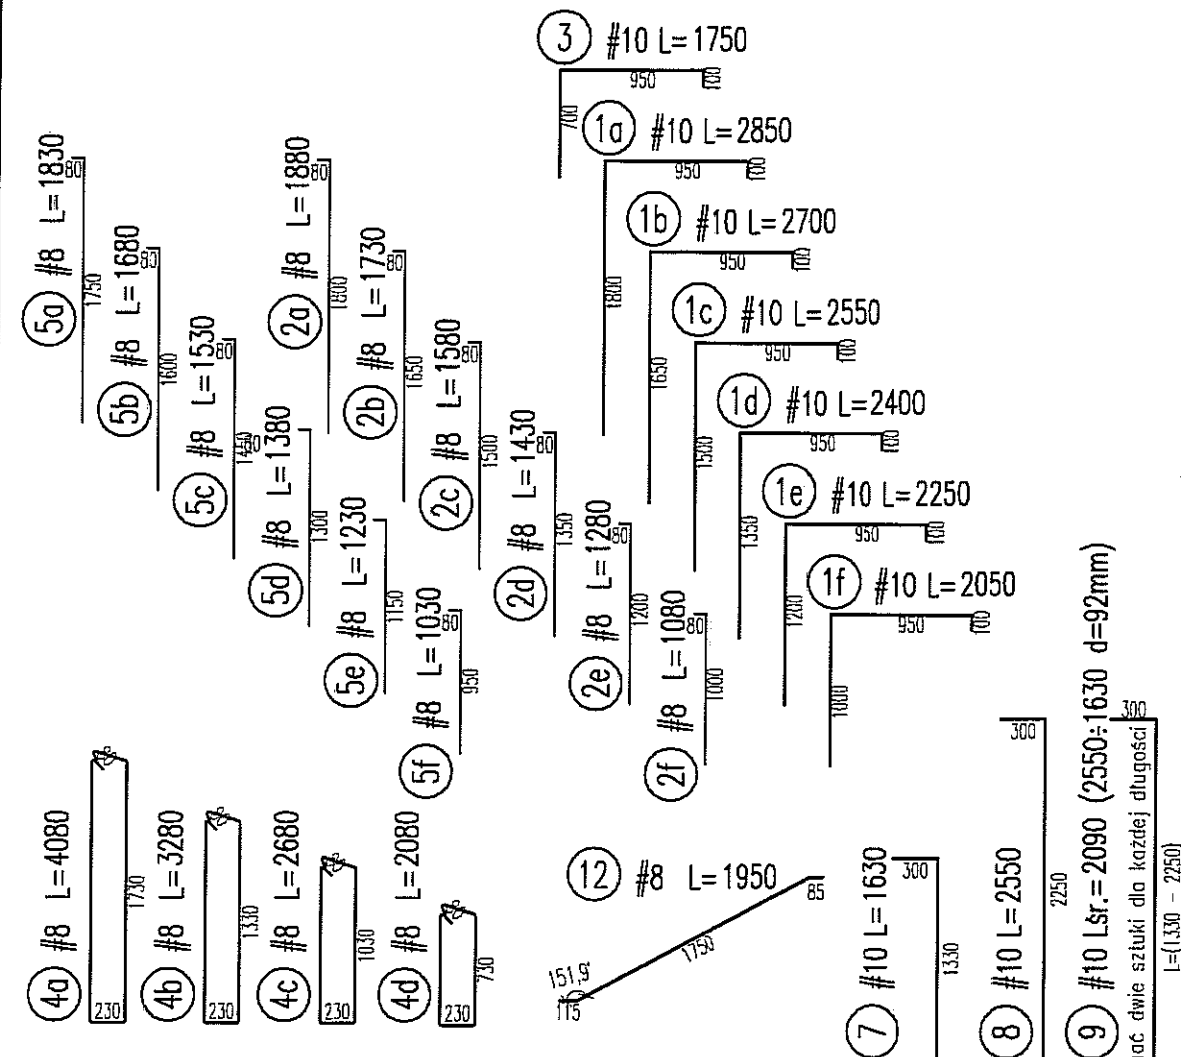 3 #10 L=1750
950
100
700
1a #10 L=2850
950
100
1800
1b #10 L=2700
950
100
1650
1c #10 L=2550
950
100
1500
1d #10 L=2400
950
100
1350
1e #10 L=2250
950
100
1200
1f #10 L=2050
950
100
1000
5a #8 L=1830
80
1750
5b #8 L=1680
80
1600
5c #8 L=1530
80
1450
5d #8 L=1380
80
1300
5e #8 L=1230
1150
5f #8 L=1030
80
950
2a #8 L=1880
80
1800
2b #8 L=1730
80
1650
2c #8 L=1580
80
1500
2d #8 L=1430
80
1350
2e #8 L=1280
80
1200
2f #8 L=1080
80
1000
4a #8 L=4080
1730
230
4b #8 L=3280
1330
230
4c #8 L=2680
1030
230
4d #8 L=2080
730
230
12 #8 L=1950
85
1750
151,9°
115
7 #10 L=1630
300
1330
8 #10 L=2550
300
2250
9 #10 Lśr.=2090 (2550÷1630 d=92mm)
300
ać dwie sztuki dla każdej długości
L=(1330 - 2250)